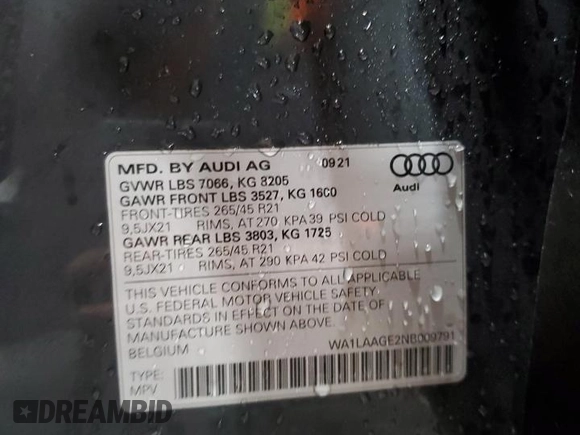 MFD. BY AUDI AG 09 21
GVWR LBS 7066, KG 3205
GAWR FRONT LBS 3527, KG 1600
FRONT-TIRES 265/45 R21
9,5JX21 RIMS, AT 270 KPA 39 PSI COLD
GAWR REAR LBS 3803, KG 1725
REAR-TIRES 265/45 R21
9,5JX21 RIMS, AT 290 KPA 42 PSI COLD
Audi
THIS VEHICLE CONFORMS TO ALL APPLICABLE
U.S. FEDERAL MOTOR VEHICLE SAFETY
STANDARDS IN EFFECT ON THE DATE OF
MANUFACTURE SHOWN ABOVE.
BELGIUM WA1LAAGE2NB009791
TYPE:
MPV
DREAMBID